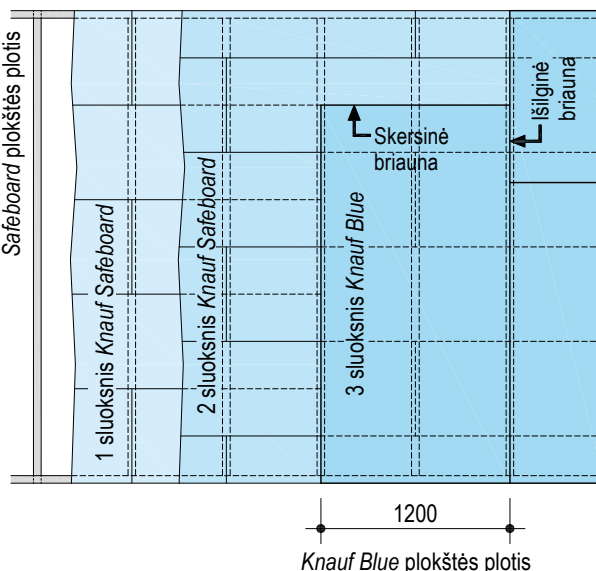 Safeboard plokštės plotis
1 sluoksnis Knauf Safeboard
2 sluoksnis Knauf Safeboard
3 sluoksnis Knauf Blue
Skersinė
briauna
Išilginė
briauna
1200
Knauf Blue plokštės plotis